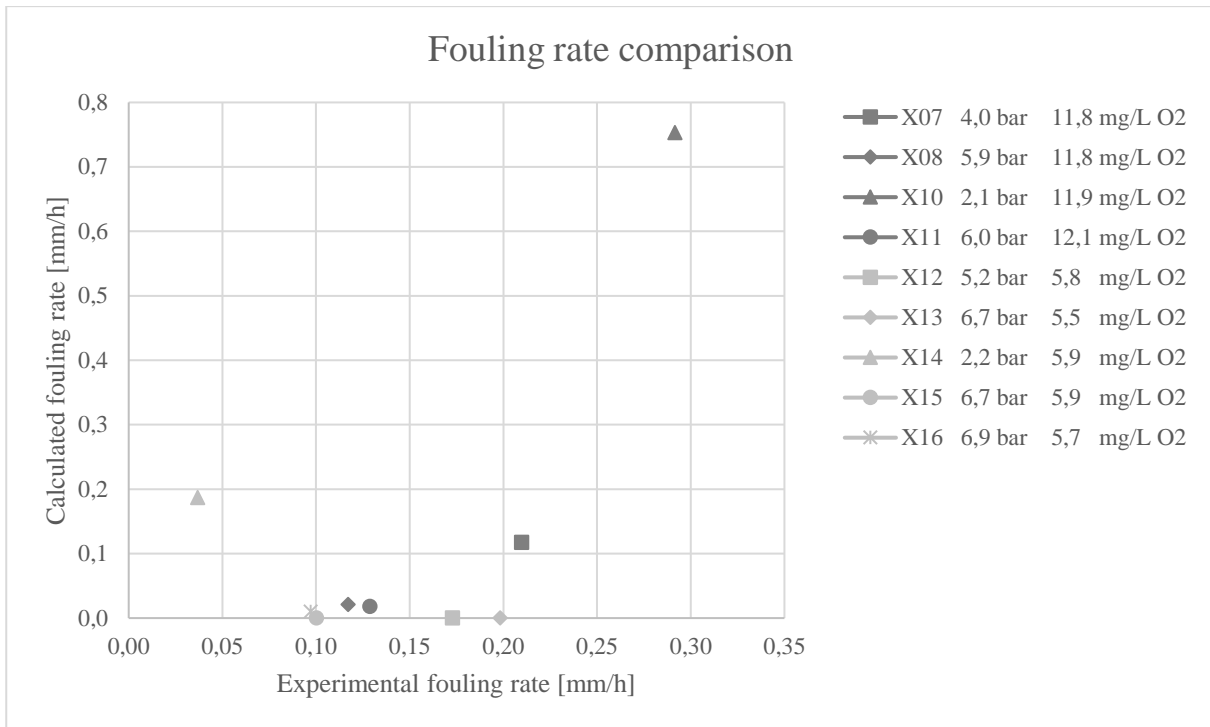 Fouling rate comparison
Calculated fouling rate [mm/h]
0,8
0,7
0,6
0,5
0,4
0,3
0,2
0,1
0,0
0,00 0,05 0,10 0,15 0,20 0,25 0,30 0,35
Experimental fouling rate [mm/h]
X07 4,0 bar 11,8 mg/L O2
X08 5,9 bar 11,8 mg/L O2
X10 2,1 bar 11,9 mg/L O2
X11 6,0 bar 12,1 mg/L O2
X12 5,2 bar 5,8 mg/L O2
X13 6,7 bar 5,5 mg/L O2
X14 2,2 bar 5,9 mg/L O2
X15 6,7 bar 5,9 mg/L O2
X16 6,9 bar 5,7 mg/L O2